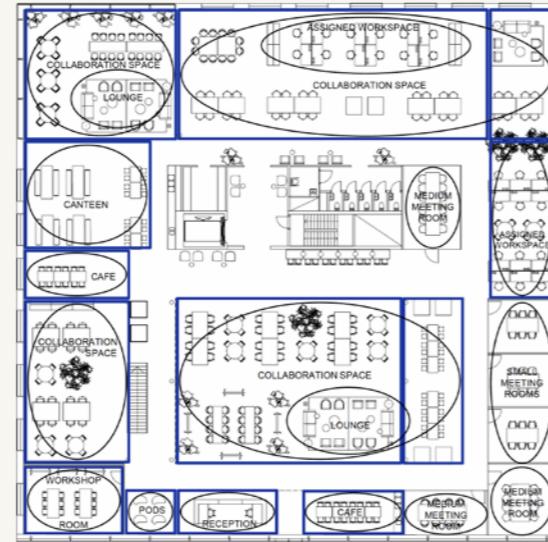 ASSIGNED WORKSPACE
COLLABORATION SPACE
COLLABORATION SPACE
LOUNGE
CANTEEN
MEDIUM
MEETING
ROOM
ASSIGNED
WORKSPACE
CAFE
COLLABORATION
SPACE
COLLABORATION SPACE
SMALL
MEETING
ROOMS
LOUNGE
WORKSHOP
ROOM
PODS
RECEPTION
CAFE
MEDIUM
MEETING
ROOM
MEDIUM
MEETING
ROOM